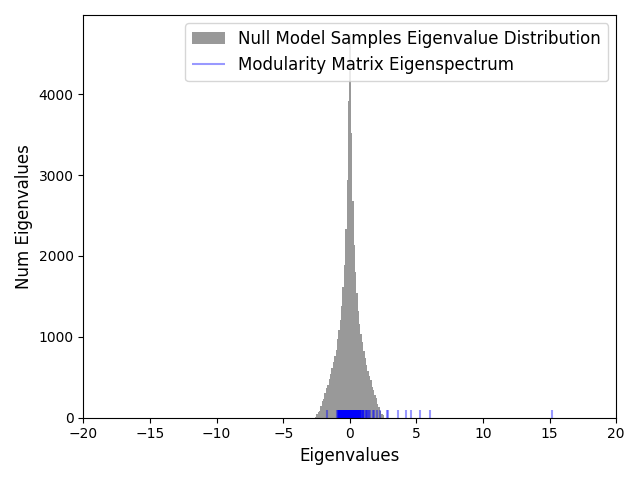 Null Model Samples Eigenvalue Distribution
Modularity Matrix Eigenspectrum
4000
3000
2000
1000
0
Num Eigenvalues
−20 −15 −10 −5 0 5 10 15 20
Eigenvalues